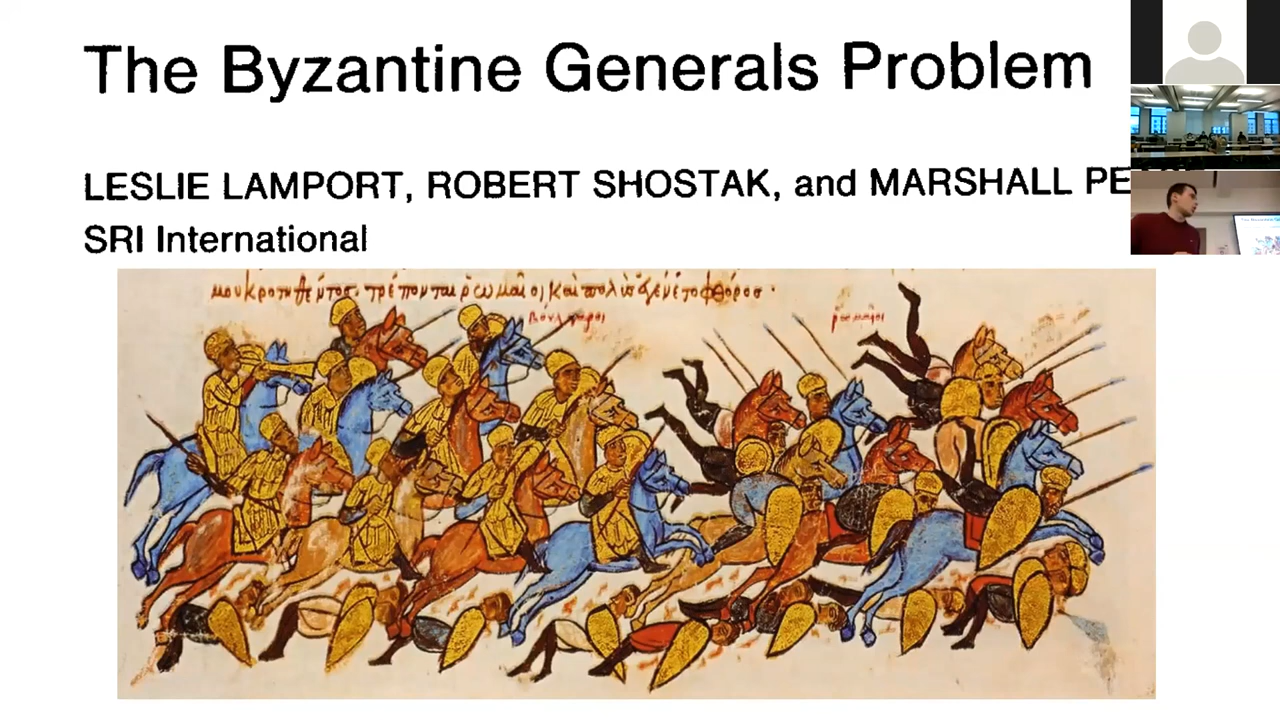 The Byzantine Generals Problem
LESLIE LAMPORT, ROBERT SHOSTAK, and MARSHALL PE
SRI International